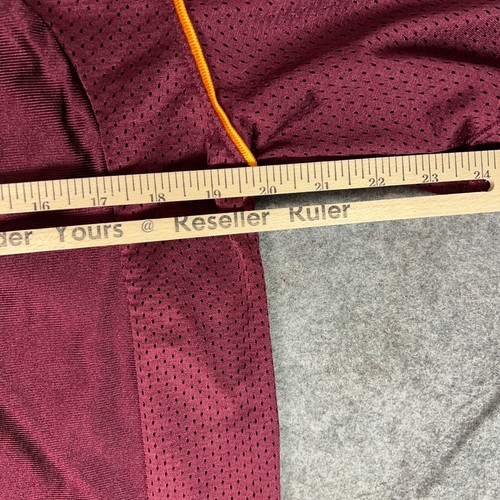 16 17 18 19 20 21 22 23 24
der Yours @ Reseller Ruler